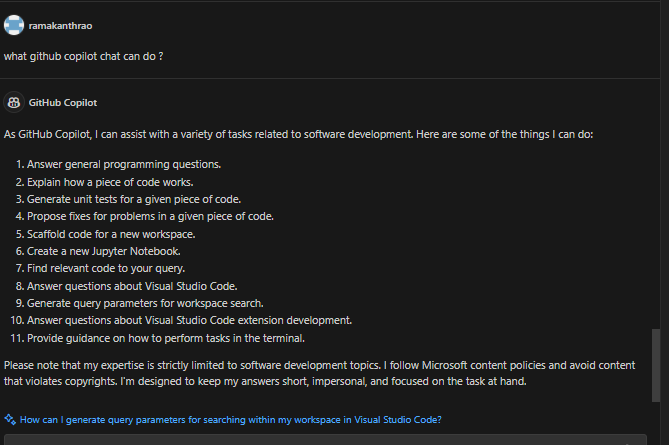 ramakanthrao
what github copilot chat can do ?
GitHub Copilot
As GitHub Copilot, I can assist with a variety of tasks related to software development. Here are some of the things I can do:
1. Answer general programming questions.
2. Explain how a piece of code works.
3. Generate unit tests for a given piece of code.
4. Propose fixes for problems in a given piece of code.
5. Scaffold code for a new workspace.
6. Create a new Jupyter Notebook.
7. Find relevant code to your query.
8. Answer questions about Visual Studio Code.
9. Generate query parameters for workspace search.
10. Answer questions about Visual Studio Code extension development.
11. Provide guidance on how to perform tasks in the terminal.
Please note that my expertise is strictly limited to software development topics. I follow Microsoft content policies and avoid content
that violates copyrights. I'm designed to keep my answers short, impersonal, and focused on the task at hand.
How can I generate query parameters for searching within my workspace in Visual Studio Code?